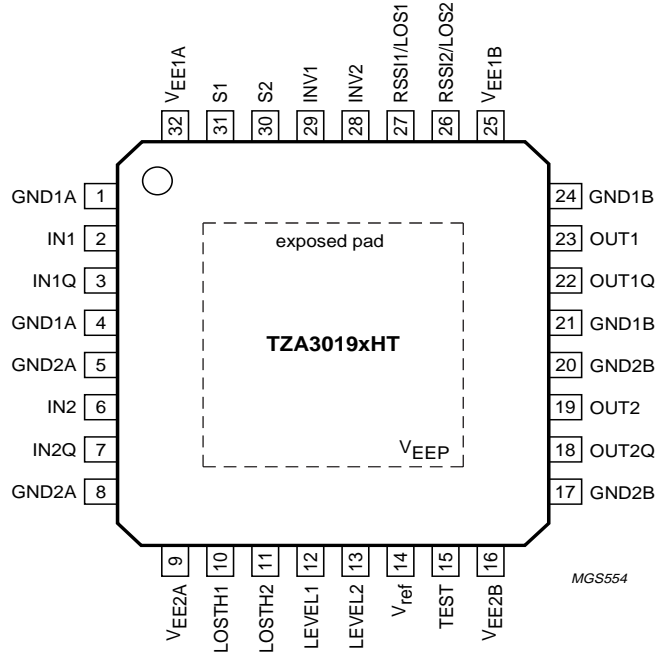 VEE1A
S1
S2
INV1
INV2
RSSI1/LOS1
RSSI2/LOS2
VEE1B
32
31
30
29
28
27
26
25
GND1A 1
IN1 2
IN1Q 3
GND1A 4
GND2A 5
IN2 6
IN2Q 7
GND2A 8
exposed pad
TZA3019xHT
VEEP
24 GND1B
23 OUT1
22 OUT1Q
21 GND1B
20 GND2B
19 OUT2
18 OUT2Q
17 GND2B
9
10
11
12
13
14
15
16
VEE2A
LOSTH1
LOSTH2
LEVEL1
LEVEL2
Vref
TEST
VEE2B
MGS554